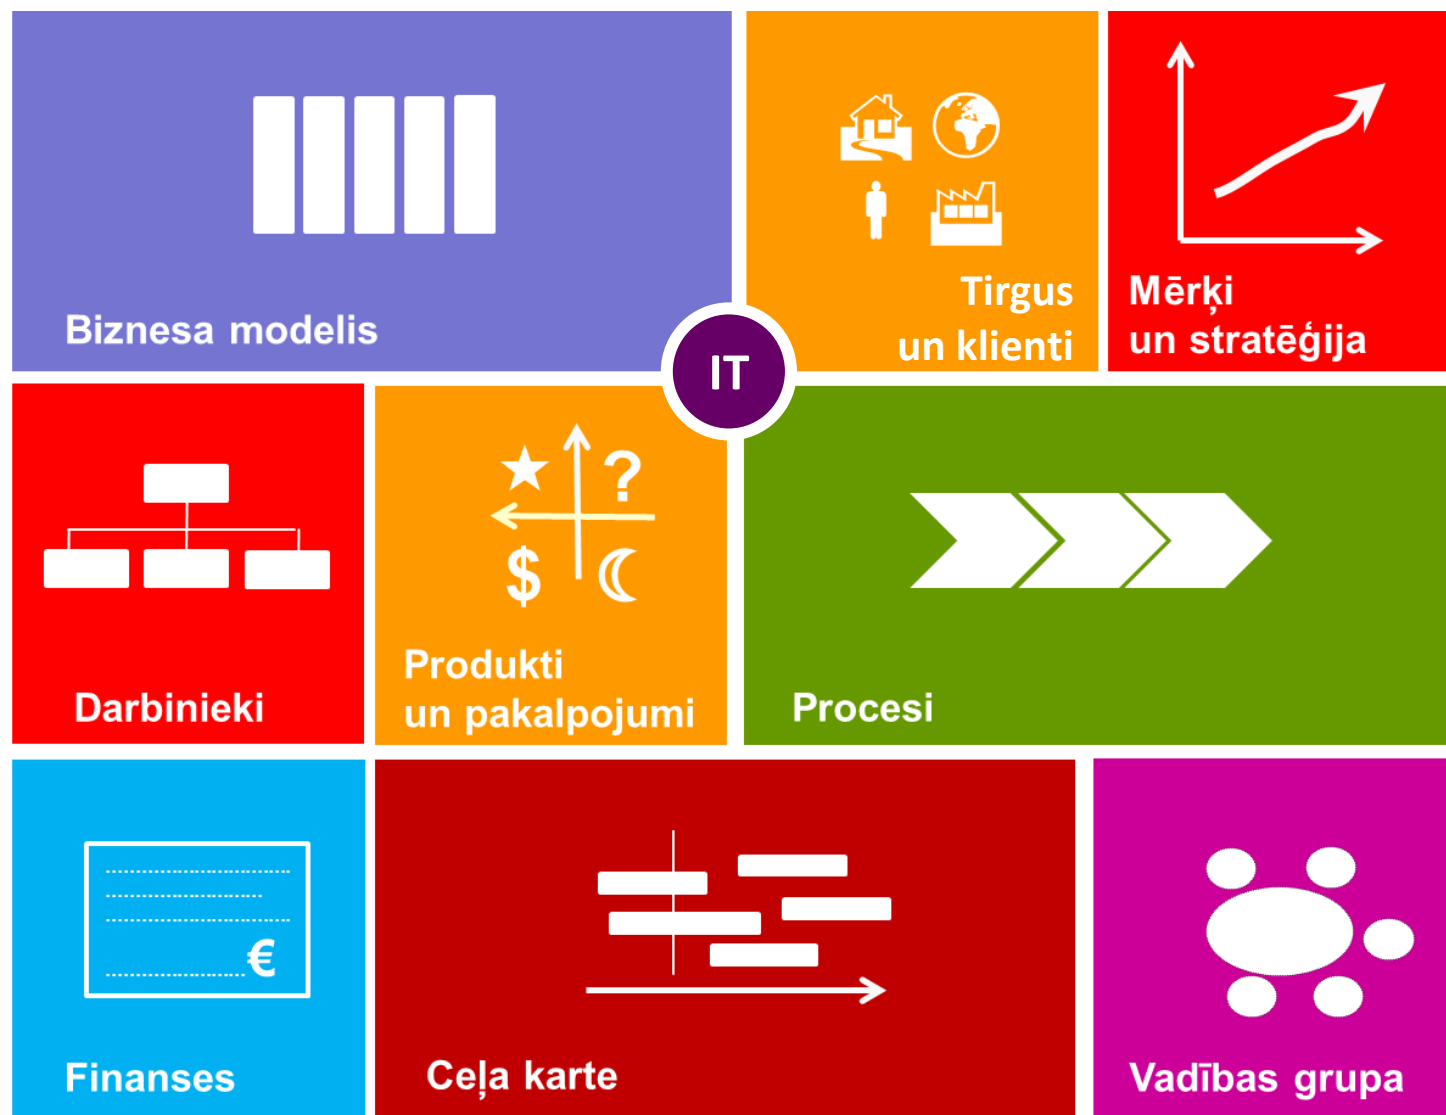 Biznesa modelis
Tirgus
un klienti
Mērķi
un stratēģija
IT
Darbinieki
?
$
Produkti
un pakalpojumi
Procesi
€
Finanses
Ceļa karte
Vadības grupa